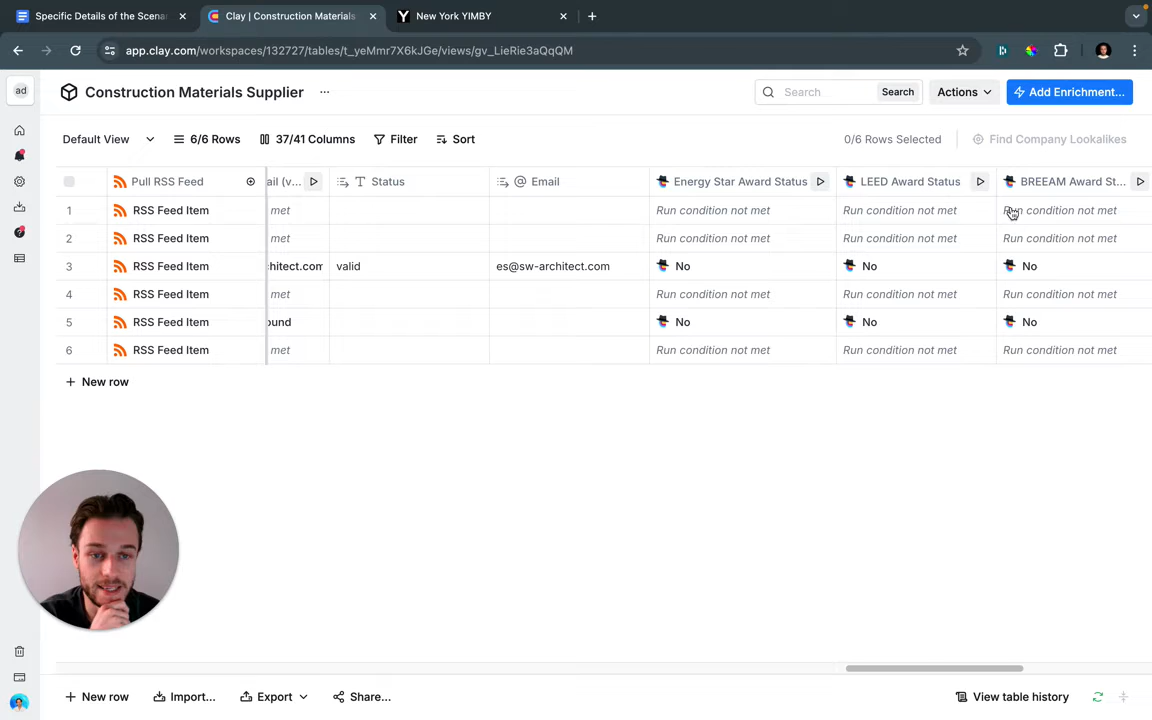 Specific Details of the Scenar
Clay | Construction Materials
New York YIMBY
app.clay.com/workspaces/132727/tables/t_yeMmr7X6kJGe/views/gv_LieRie3aQqQM
ad
Construction Materials Supplier
Search
Search
Actions
Add Enrichment...
Default View
6/6 Rows
37/41 Columns
Filter
Sort
0/6 Rows Selected
Find Company Lookalikes
Pull RSS Feed
ail (v...
Status
Email
Energy Star Award Status
LEED Award Status
BREEAM Award St...
1 RSS Feed Item met Run condition not met Run condition not met Run condition not met
2 RSS Feed Item met Run condition not met Run condition not met Run condition not met
3 RSS Feed Item hitect.com valid es@sw-architect.com No No No
4 RSS Feed Item met Run condition not met Run condition not met Run condition not met
5 RSS Feed Item ound No No No
6 RSS Feed Item met Run condition not met Run condition not met Run condition not met
New row
New row
Import...
Export
Share...
View table history